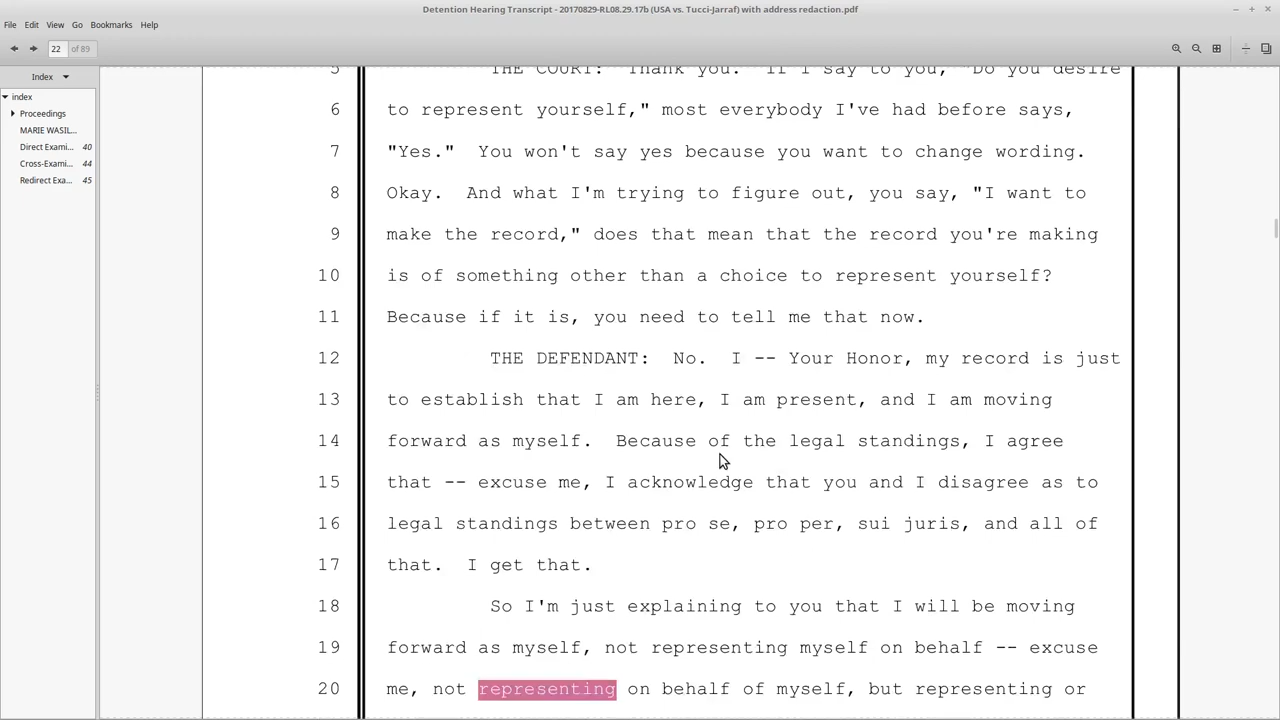 Detention Hearing Transcript - 20170829-RL08.29.17b (USA vs. Tucci-Jarraf) with address redaction.pdf
File Edit View Go Bookmarks Help
22 of 89
Index
index
Proceedings
MARIE WASIL...
Direct Exami... 40
Cross-Exami... 44
Redirect Exa... 45
5 THE COURT: Thank you. If I say to you, "Do you desire
6 to represent yourself," most everybody I've had before says,
7 "Yes." You won't say yes because you want to change wording.
8 Okay. And what I'm trying to figure out, you say, "I want to
9 make the record," does that mean that the record you're making
10 is of something other than a choice to represent yourself?
11 Because if it is, you need to tell me that now.
12 THE DEFENDANT: No. I -- Your Honor, my record is just
13 to establish that I am here, I am present, and I am moving
14 forward as myself. Because of the legal standings, I agree
15 that -- excuse me, I acknowledge that you and I disagree as to
16 legal standings between pro se, pro per, sui juris, and all of
17 that. I get that.
18 So I'm just explaining to you that I will be moving
19 forward as myself, not representing myself on behalf -- excuse
20 me, not representing on behalf of myself, but representing or